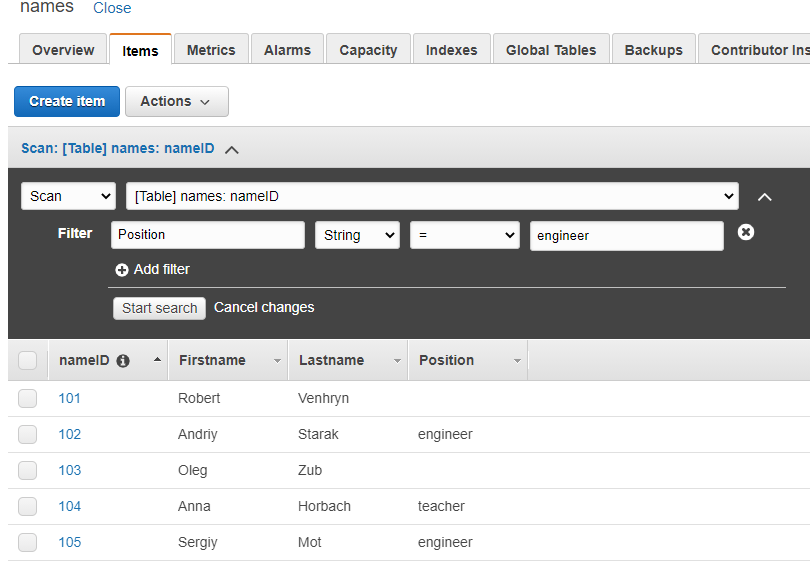 names Close
Overview Items Metrics Alarms Capacity Indexes Global Tables Backups Contributor Ins
Create item Actions
Scan: [Table] names: nameID
Scan [Table] names: nameID
Filter Position String = engineer
Add filter
Start search Cancel changes
nameID Firstname Lastname Position
101 Robert Venhryn
102 Andriy Starak engineer
103 Oleg Zub
104 Anna Horbach teacher
105 Sergiy Mot engineer